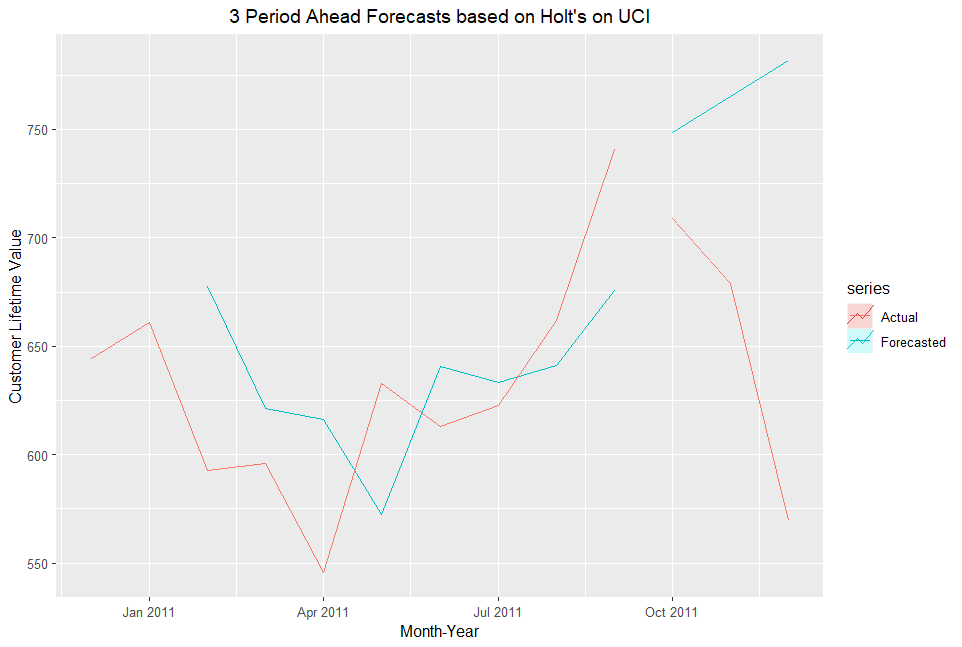 3 Period Ahead Forecasts based on Holt's on UCI
Customer Lifetime Value
750
700
650
600
550
Jan 2011
Apr 2011
Jul 2011
Oct 2011
Month-Year
series
Actual
Forecasted